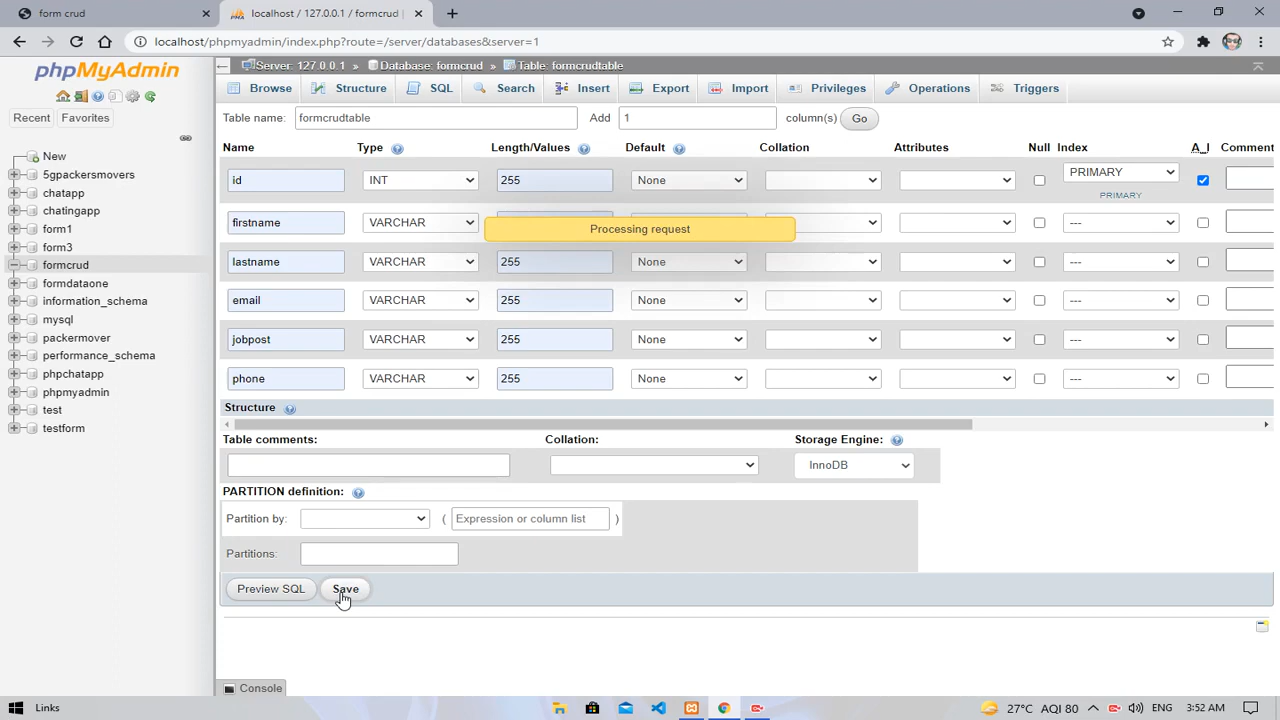 form crud
localhost / 127.0.0.1 / formcrud |
localhost/phpmyadmin/index.php?route=/server/databases&server=1
phpMyAdmin
Recent Favorites
New
5gpackersmovers
chatapp
chatingapp
form1
form3
formcrud
formdataone
information_schema
mysql
packermover
performance_schema
phpchatapp
phpmyadmin
test
testform
Server: 127.0.0.1 » Database: formcrud » Table: formcrudtable
Browse Structure SQL Search Insert Export Import Privileges Operations Triggers
Table name: formcrudtable Add 1 column(s) Go
Name Type Length/Values Default Collation Attributes Null Index A_I Comment
id INT 255 None PRIMARY
PRIMARY
firstname VARCHAR ---
Processing request
lastname VARCHAR 255 None ---
email VARCHAR 255 None ---
jobpost VARCHAR 255 None ---
phone VARCHAR 255 None ---
Structure
Table comments: Collation: Storage Engine:
InnoDB
PARTITION definition:
Partition by: ( Expression or column list )
Partitions:
Preview SQL Save
Console
Links 27°C AQI 80 ENG 3:52 AM